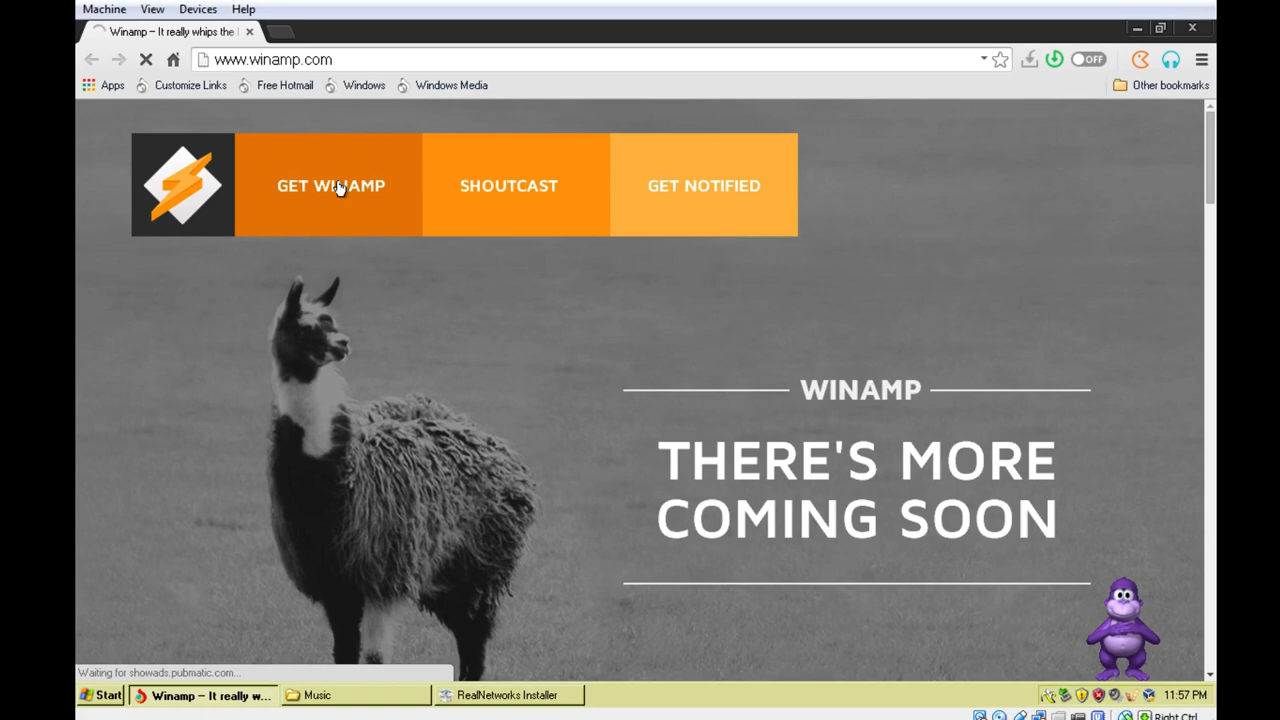 Machine View Devices Help
Winamp – It really whips the
www.winamp.com
OFF
Apps Customize Links Free Hotmail Windows Windows Media Other bookmarks
GET WINAMP SHOUTCAST GET NOTIFIED
WINAMP
THERE'S MORE
COMING SOON
Waiting for showads.pubmatic.com...
Start Winamp – It really w... Music RealNetworks Installer 11:57 PM
Right Ctrl